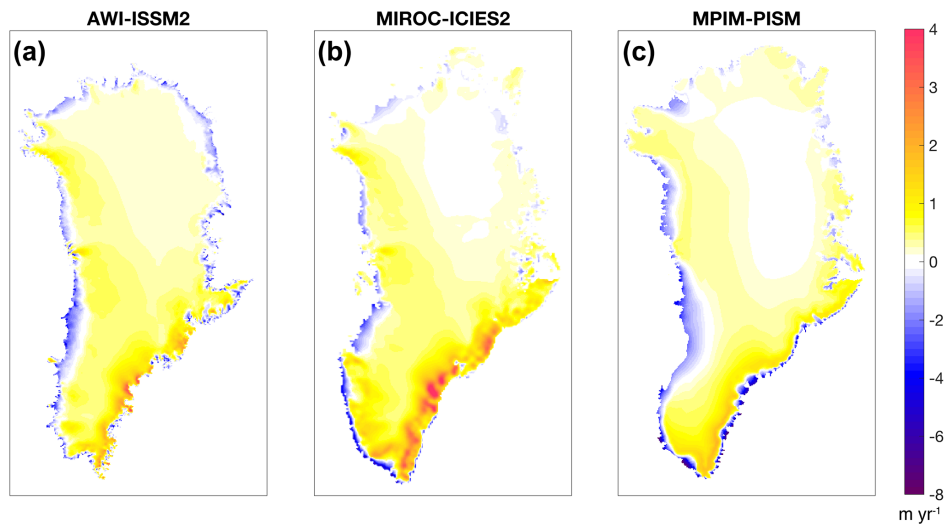 AWI-ISSM2
MIROC-ICIES2
MPIM-PISM
(a)
(b)
(c)
4
3
2
1
0
-2
-4
-6
-8
m yr-1